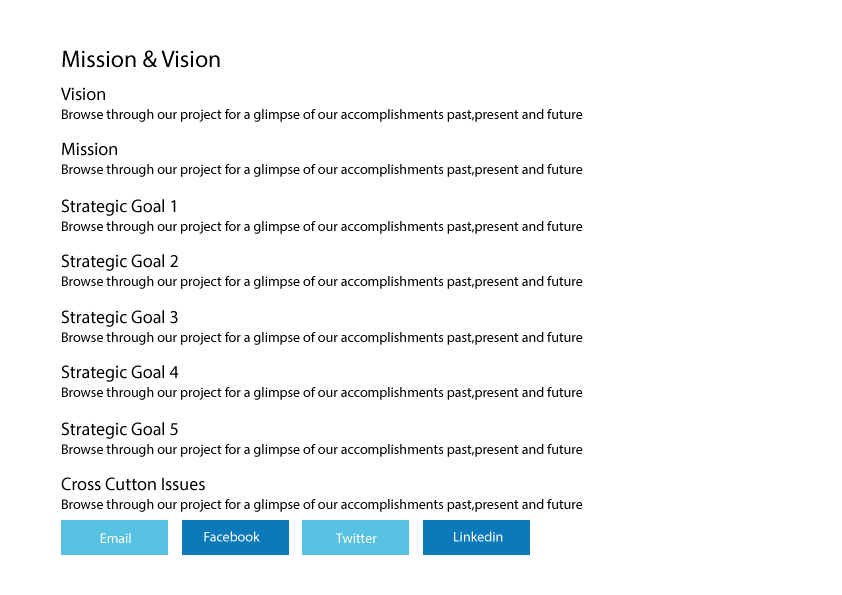 Mission & Vision
Vision
Browse through our project for a glimpse of our accomplishments past,present and future
Mission
Browse through our project for a glimpse of our accomplishments past,present and future
Strategic Goal 1
Browse through our project for a glimpse of our accomplishments past,present and future
Strategic Goal 2
Browse through our project for a glimpse of our accomplishments past,present and future
Strategic Goal 3
Browse through our project for a glimpse of our accomplishments past,present and future
Strategic Goal 4
Browse through our project for a glimpse of our accomplishments past,present and future
Strategic Goal 5
Browse through our project for a glimpse of our accomplishments past,present and future
Cross Cutton Issues
Browse through our project for a glimpse of our accomplishments past,present and future
Email Facebook Twitter Linkedin